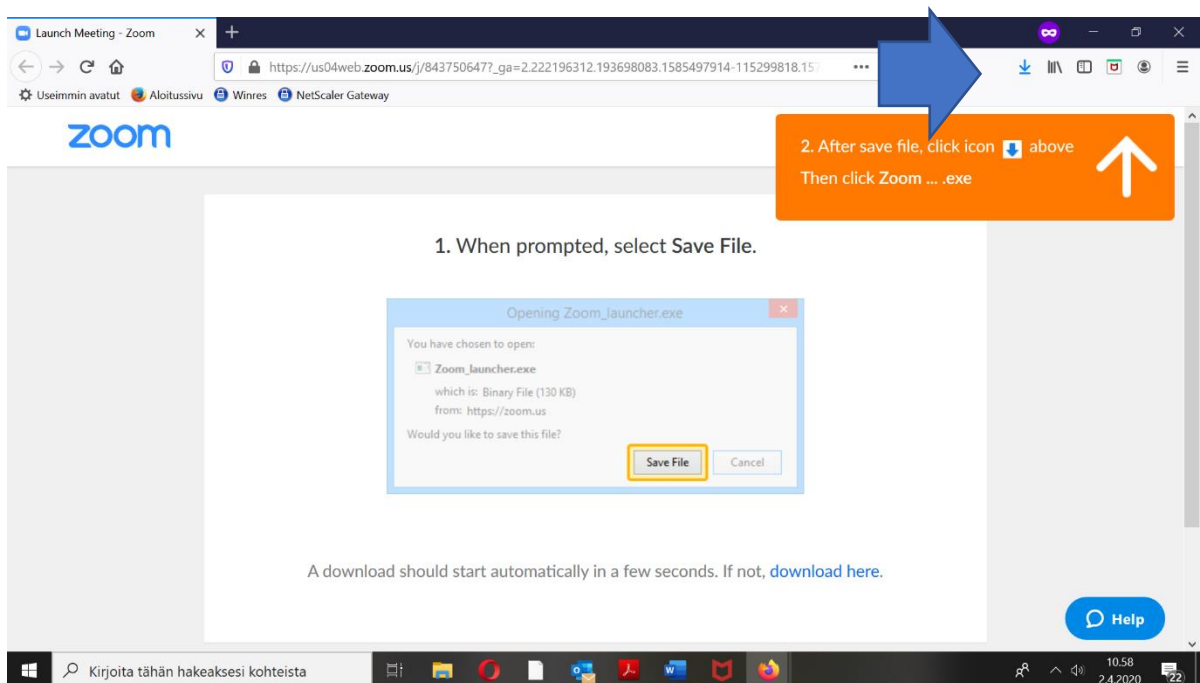 Launch Meeting - Zoom
https://us04web.zoom.us/j/843750647?_ga=2.222196312.193698083.1585497914-115299818.157
Useimmin avatut Aloitussivu Winres NetScaler Gateway
zoom
2. After save file, click icon above
Then click Zoom ... .exe
1. When prompted, select Save File.
Opening Zoom_launcher.exe
You have chosen to open:
Zoom_launcher.exe
which is: Binary File (130 KB)
from: https://zoom.us
Would you like to save this file?
Save File Cancel
A download should start automatically in a few seconds. If not, download here.
Help
Kirjoita tähän hakeaksesi kohteista
10.58
2.4.2020
22